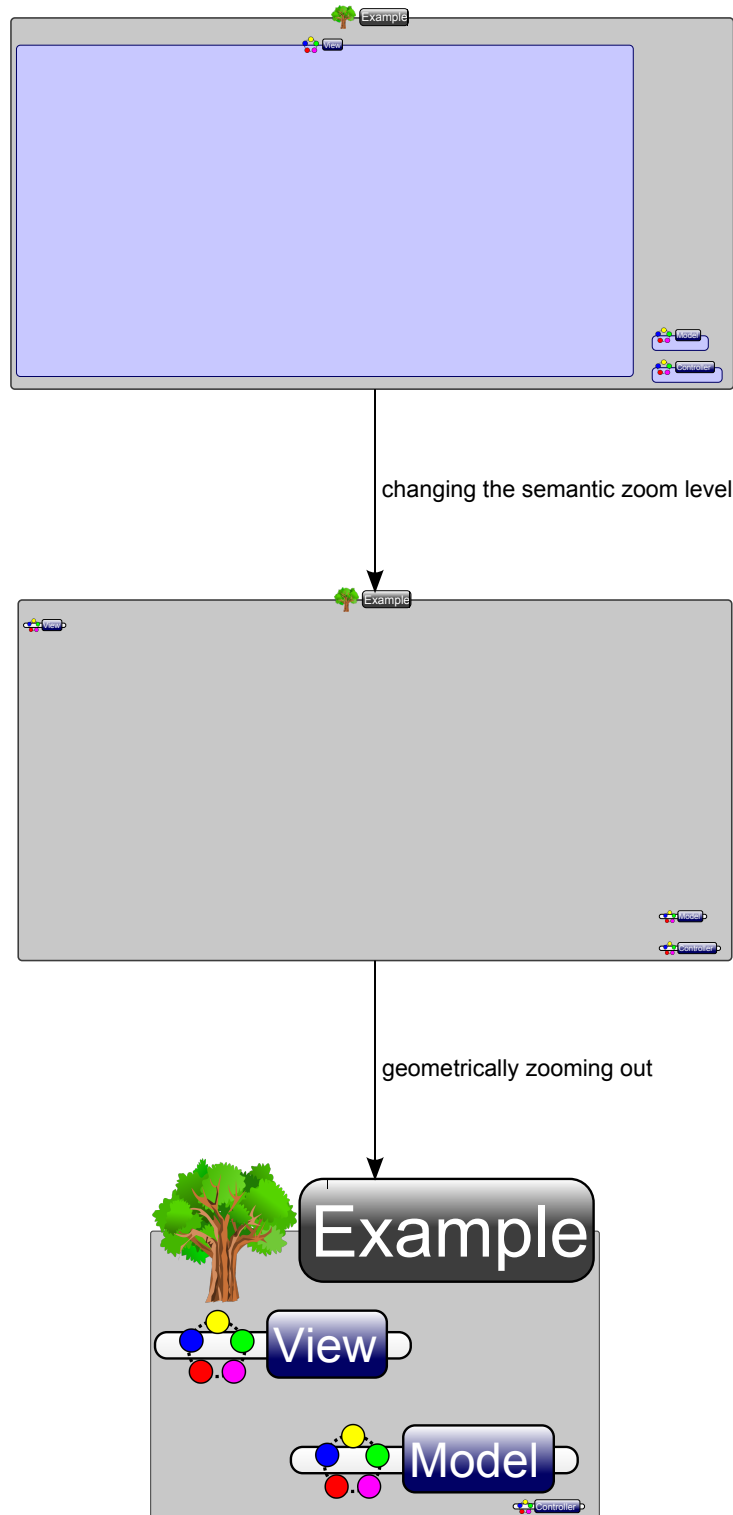 Example
View
Model
Controller
changing the semantic zoom level
Example
View
Model
Controller
geometrically zooming out
Example
View
Model
Controller